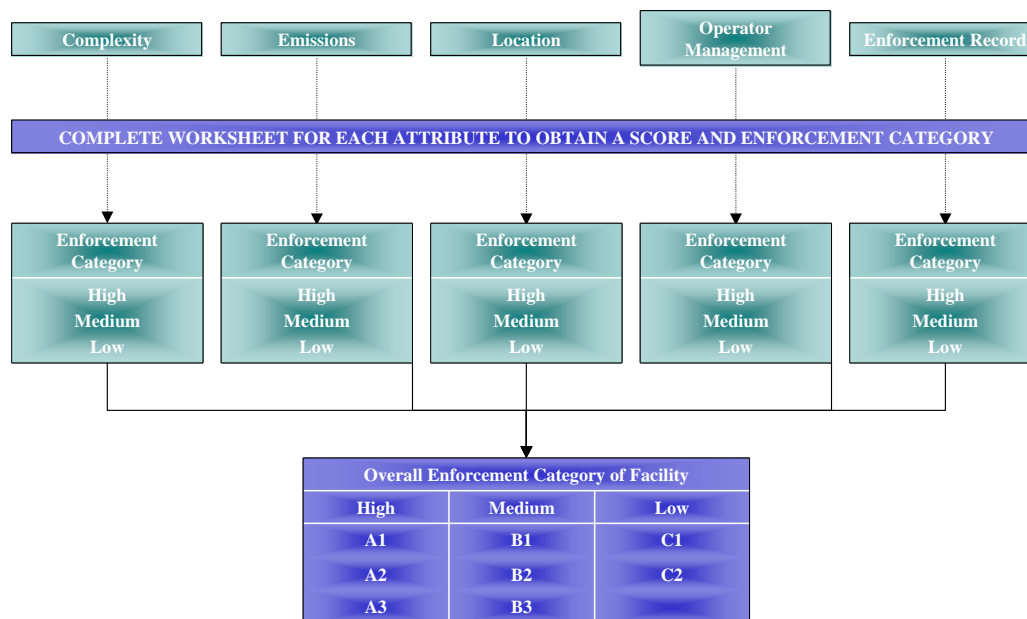 Complexity
Emissions
Location
Operator
Management
Enforcement Record
COMPLETE WORKSHEET FOR EACH ATTRIBUTE TO OBTAIN A SCORE AND ENFORCEMENT CATEGORY
Enforcement
Category
High
Medium
Low
Enforcement
Category
High
Medium
Low
Enforcement
Category
High
Medium
Low
Enforcement
Category
High
Medium
Low
Enforcement
Category
High
Medium
Low
Overall Enforcement Category of Facility
High Medium Low
A1 B1 C1
A2 B2 C2
A3 B3